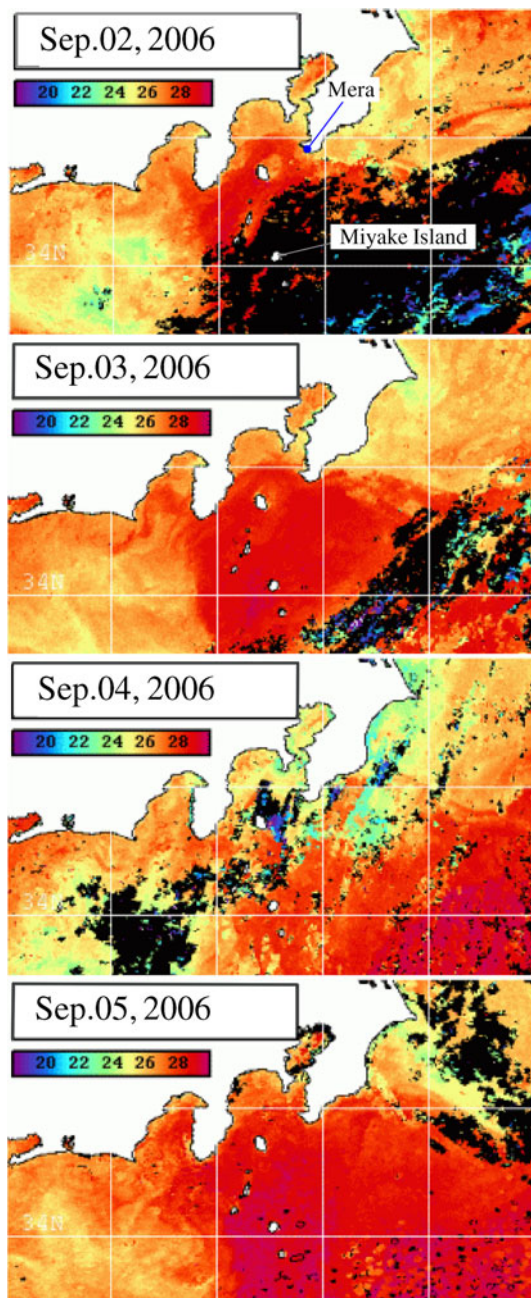 Sep.02, 2006
20 22 24 26 28
Mera
Miyake Island
34N
Sep.03, 2006
20 22 24 26 28
34N
Sep.04, 2006
20 22 24 26 28
34N
Sep.05, 2006
20 22 24 26 28
34N